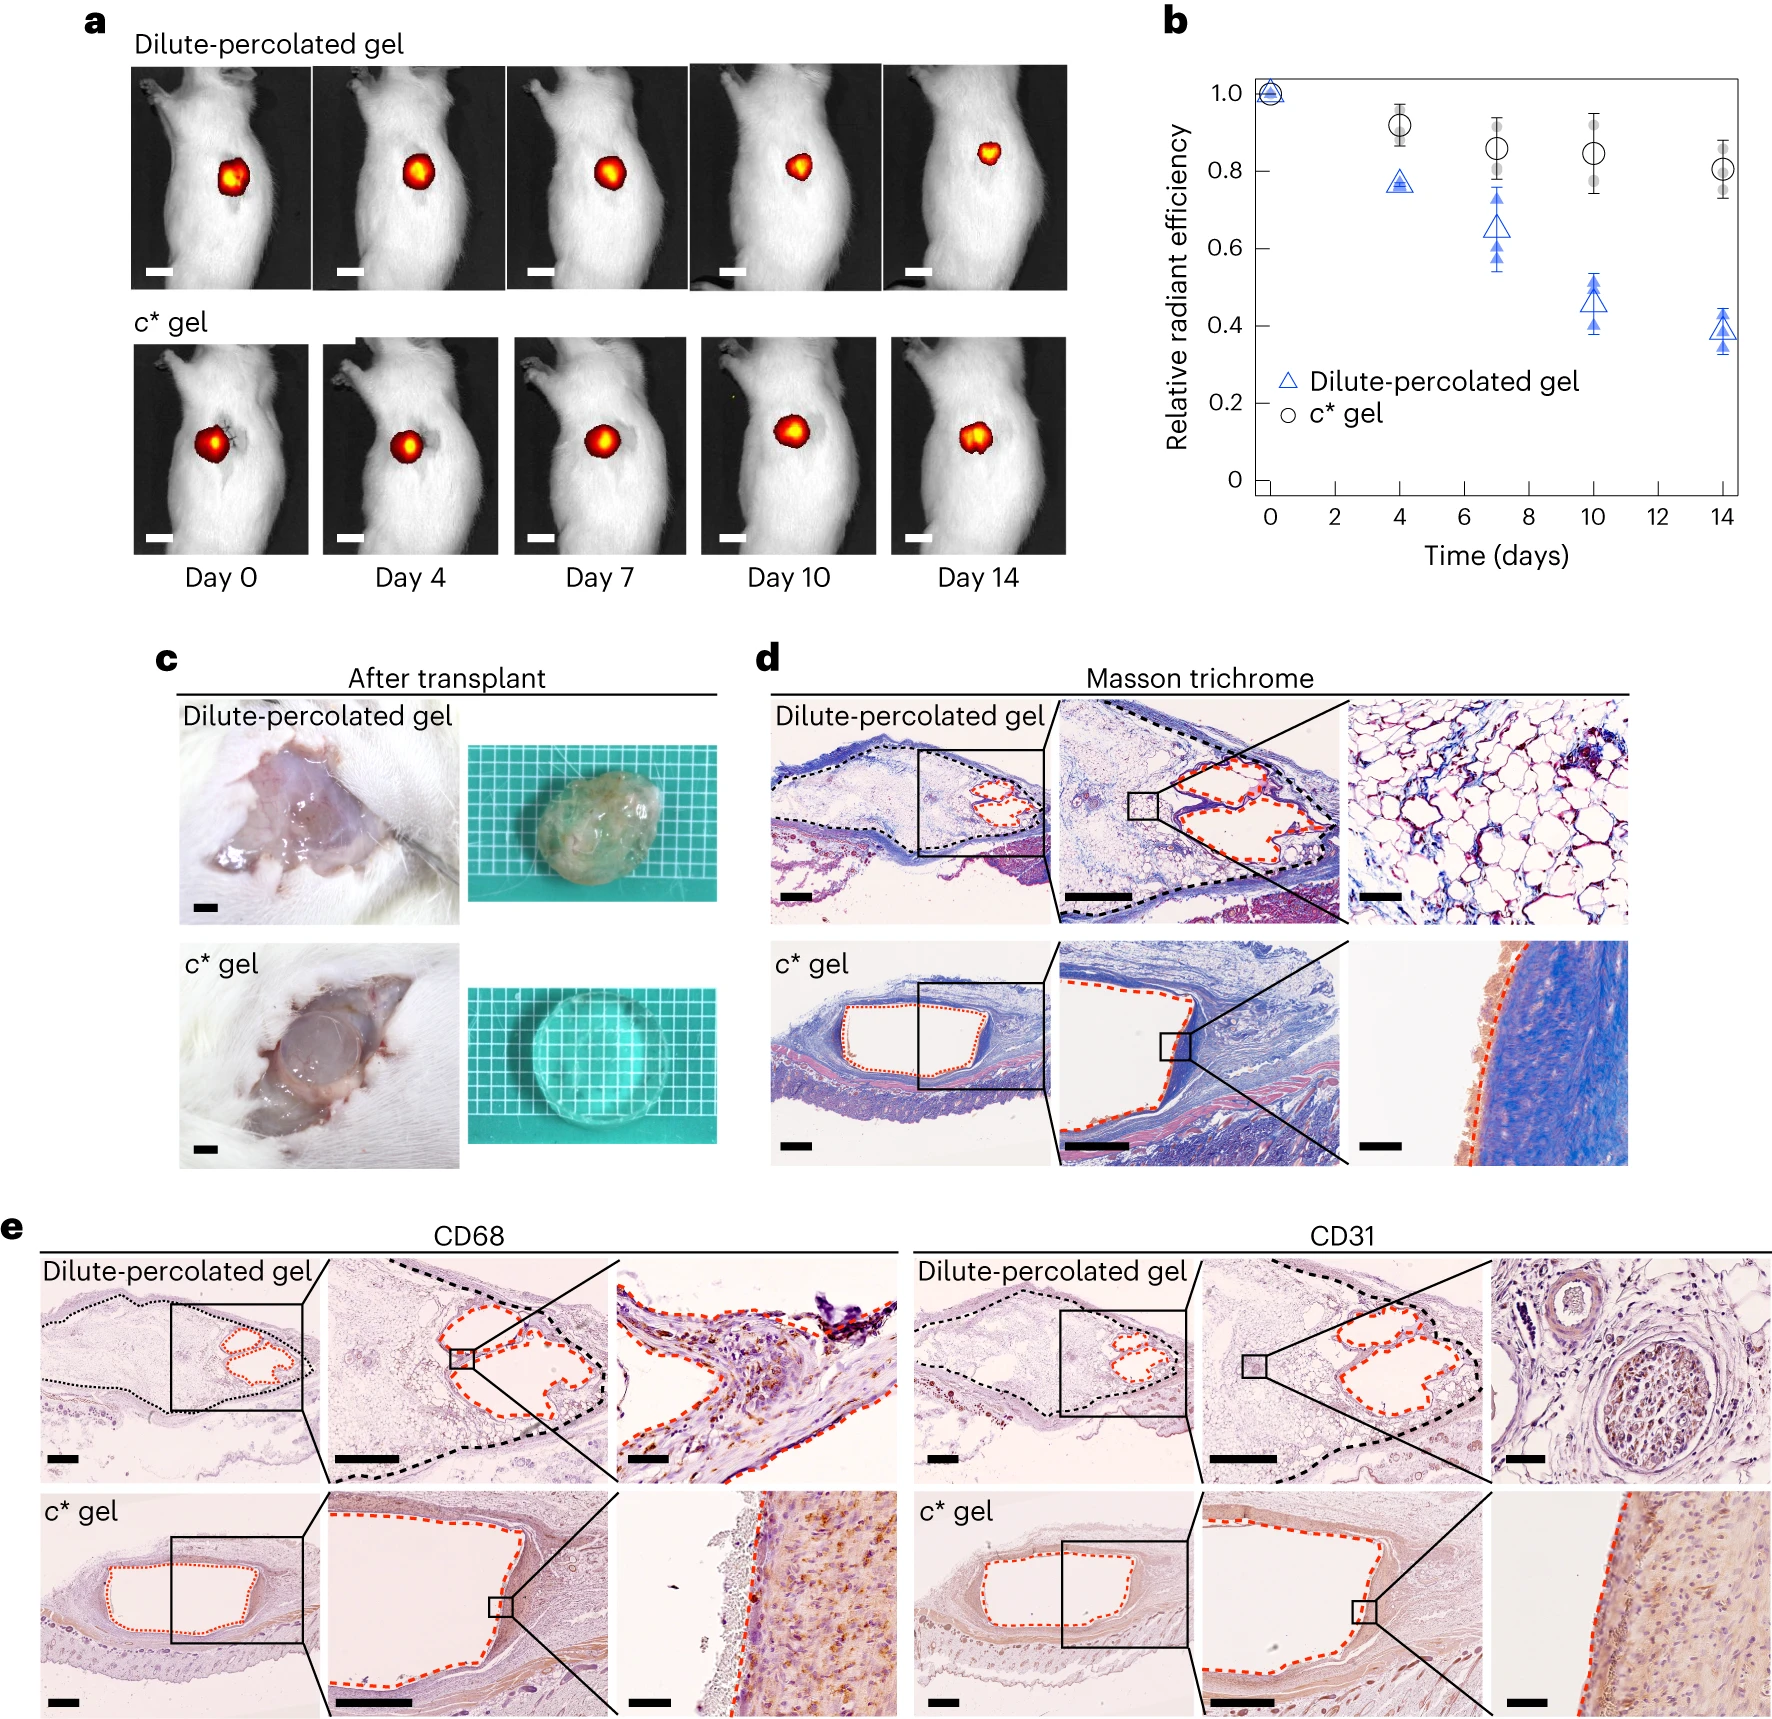 a
Dilute-percolated gel
c* gel
Day 0
Day 4
Day 7
Day 10
Day 14
b
Relative radiant efficiency
1.0
0.8
0.6
0.4
0.2
0
Dilute-percolated gel
c* gel
0 2 4 6 8 10 12 14
Time (days)
c
After transplant
Dilute-percolated gel
c* gel
d
Masson trichrome
Dilute-percolated gel
c* gel
e
CD68
Dilute-percolated gel
c* gel
CD31
Dilute-percolated gel
c* gel